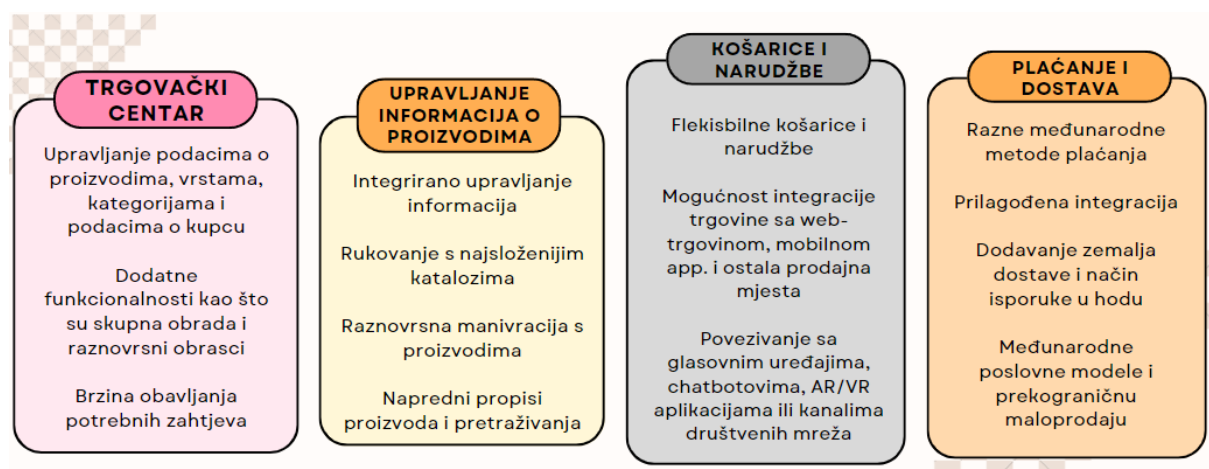 TRGOVAČKI
CENTAR
Upravljanje podacima o
proizvodima, vrstama,
kategorijama i
podacima o kupcu
Dodatne
funkcionalnosti kao što
su skupna obrada i
raznovrsni obrasci
Brzina obavljanja
potrebnih zahtjeva
UPRAVLJANJE
INFORMACIJA O
PROIZVODIMA
Integrirano upravljanje
informacija
Rukovanje s najsloženijim
katalozima
Raznovrsna manivracija s
proizvodima
Napredni propisi
proizvoda i pretraživanja
KOŠARICE I
NARUDŽBE
Flekisbilne košarice i
narudžbe
Mogućnost integracije
trgovine sa web-
trgovinom, mobilnom
app. i ostala prodajna
mjesta
Povezivanje sa
glasovnim uređajima,
chatbotovima, AR/VR
aplikacijama ili kanalima
društvenih mreža
PLAĆANJE I
DOSTAVA
Razne međunarodne
metode plaćanja
Prilagođena integracija
Dodavanje zemalja
dostave i način
isporuke u hodu
Međunarodne
poslovne modele i
prekograničnu
maloprodaju